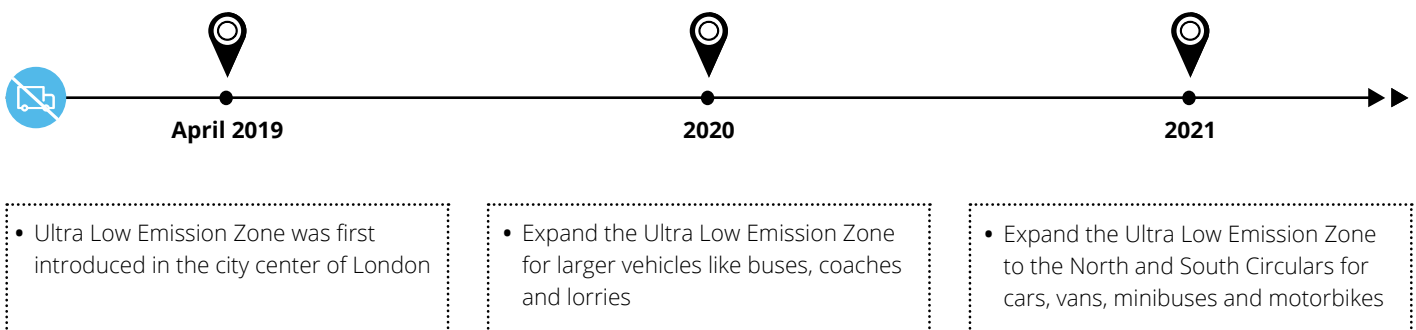 April 2019
2020
2021
• Ultra Low Emission Zone was first
introduced in the city center of London
• Expand the Ultra Low Emission Zone
for larger vehicles like buses, coaches
and lorries
• Expand the Ultra Low Emission Zone
to the North and South Circulars for
cars, vans, minibuses and motorbikes